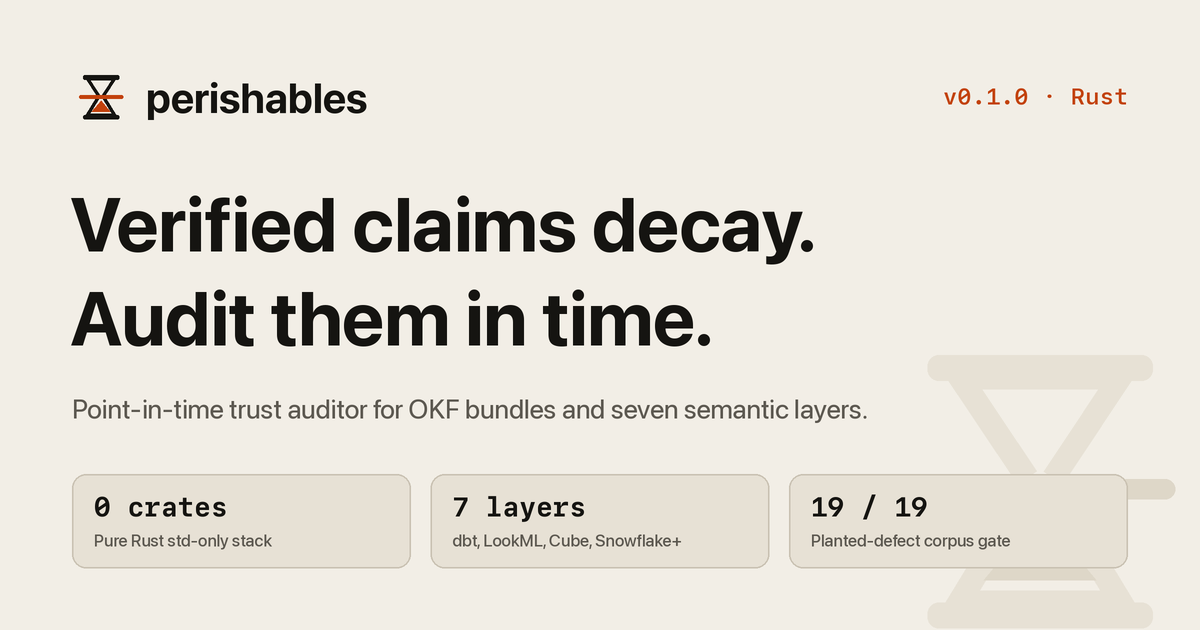 perishables
v0.1.0 · Rust
Verified claims decay.
Audit them in time.
Point-in-time trust auditor for OKF bundles and seven semantic layers.
0 crates
Pure Rust std-only stack
7 layers
dbt, LookML, Cube, Snowflake+
19 / 19
Planted-defect corpus gate